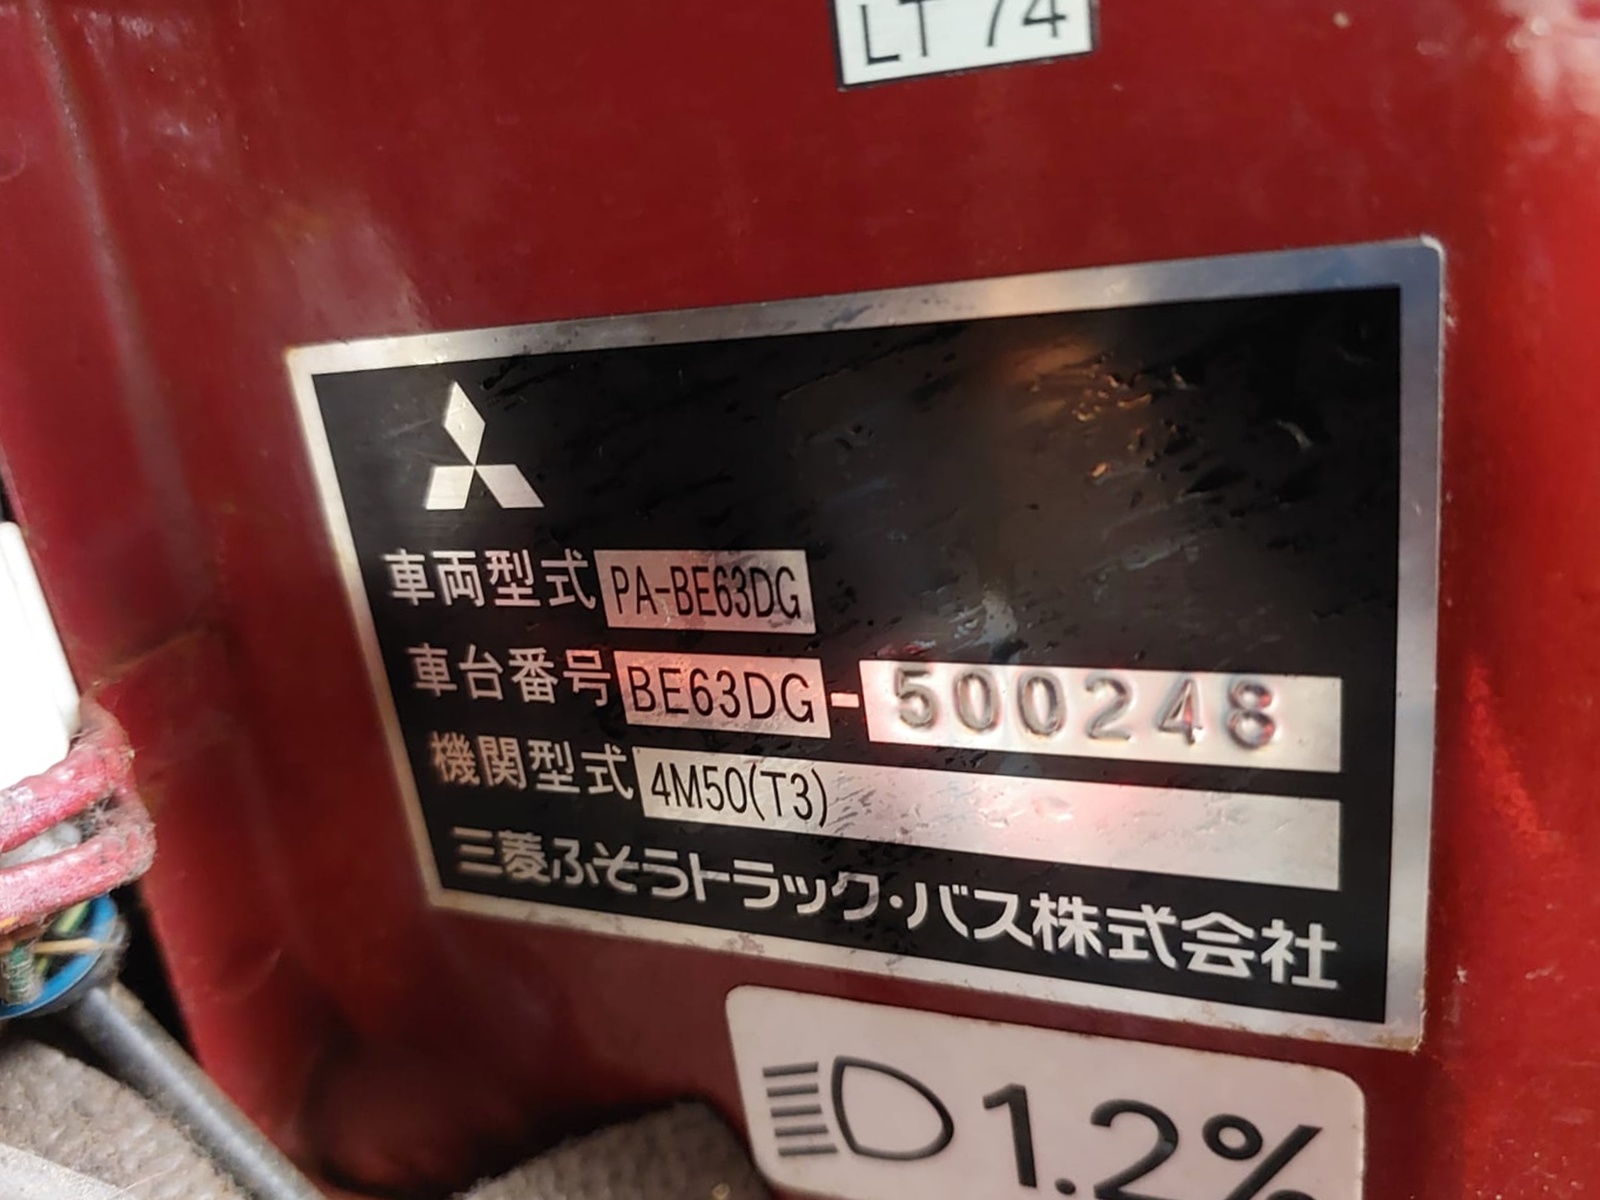 LT 74
車両型式 PA-BE63DG
車台番号 BE63DG-500248
機関型式 4M50(T3)
三菱ふそうトラック・バス株式会社
1.2%